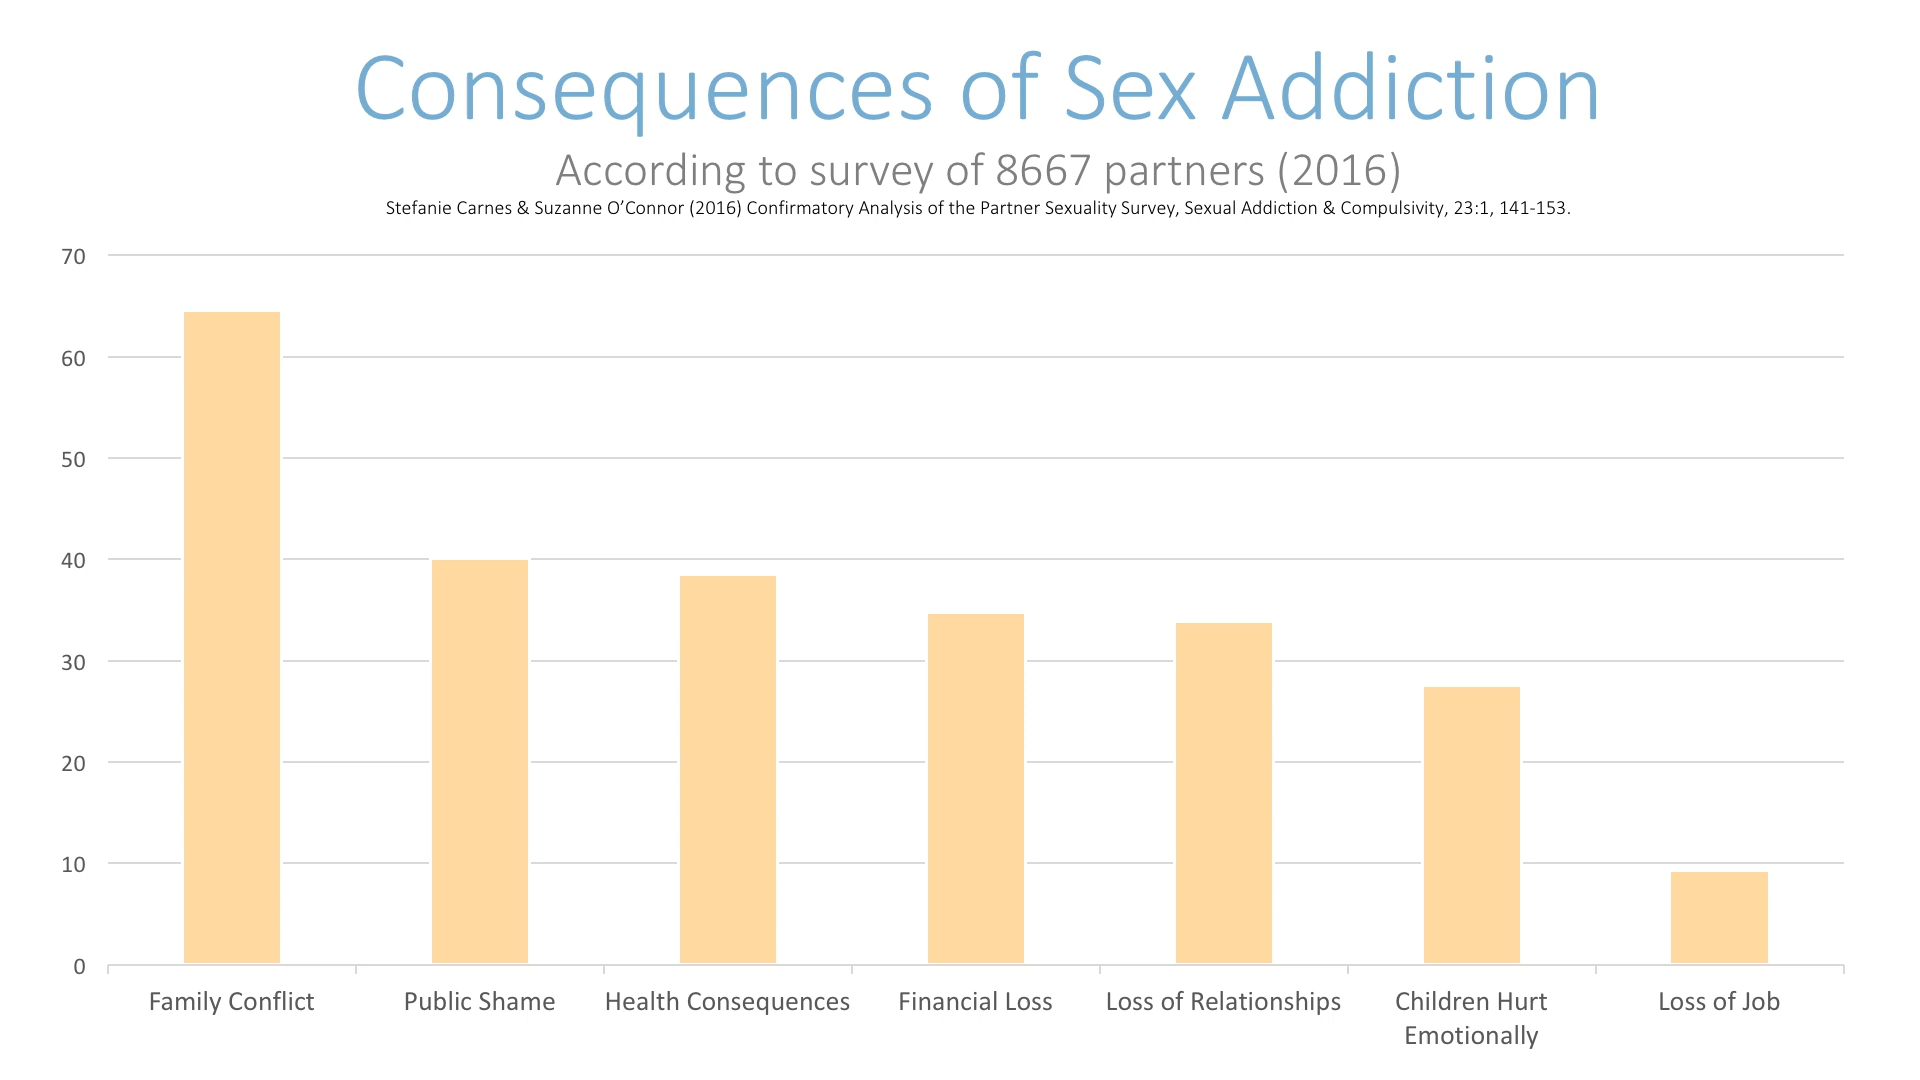 Consequences of Sex Addiction
According to survey of 8667 partners (2016)
Stefanie Carnes & Suzanne O’Connor (2016) Confirmatory Analysis of the Partner Sexuality Survey, Sexual Addiction & Compulsivity, 23:1, 141-153.
70
60
50
40
30
20
10
0
Family Conflict
Public Shame
Health Consequences
Financial Loss
Loss of Relationships
Children Hurt
Emotionally
Loss of Job